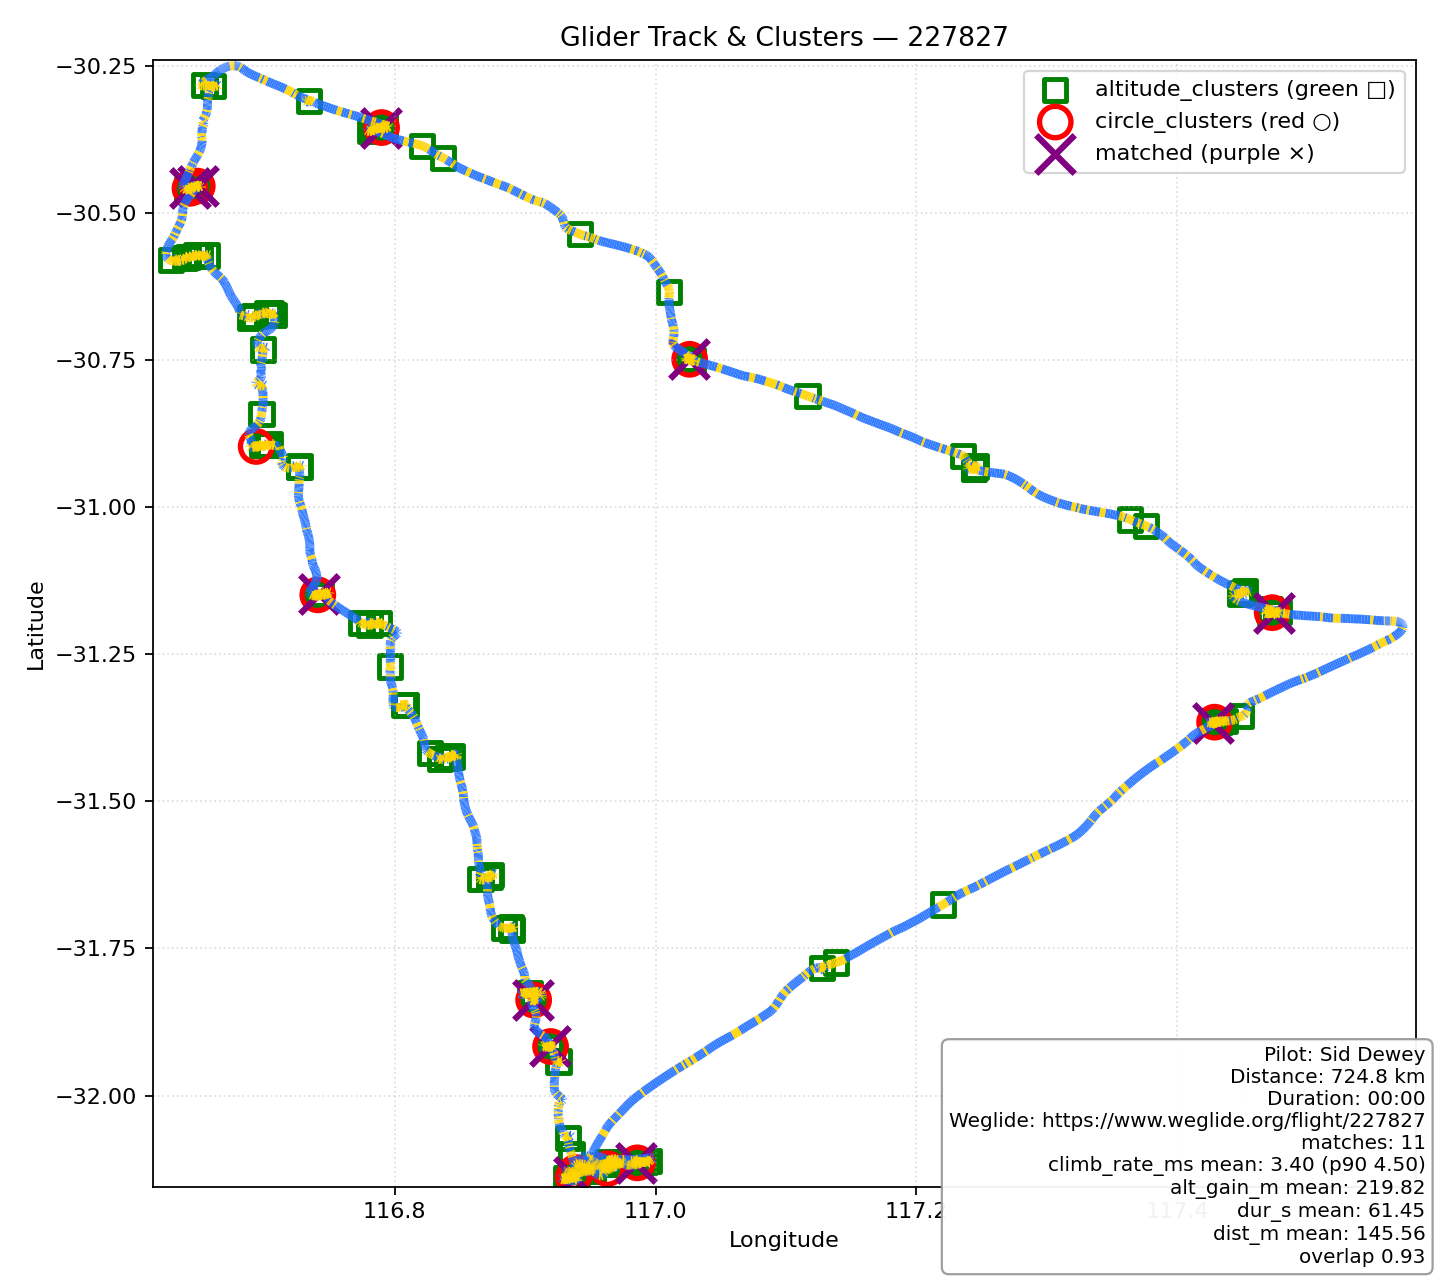 Glider Track & Clusters — 227827
altitude_clusters (green □)
circle_clusters (red ○)
matched (purple ×)
Latitude
−30.25
−30.50
−30.75
−31.00
−31.25
−31.50
−31.75
−32.00
116.8
117.0
117.2
117.4
Longitude
Pilot: Sid Dewey
Distance: 724.8 km
Duration: 00:00
Weglide: https://www.weglide.org/flight/227827
matches: 11
climb_rate_ms mean: 3.40 (p90 4.50)
alt_gain_m mean: 219.82
dur_s mean: 61.45
dist_m mean: 145.56
overlap 0.93